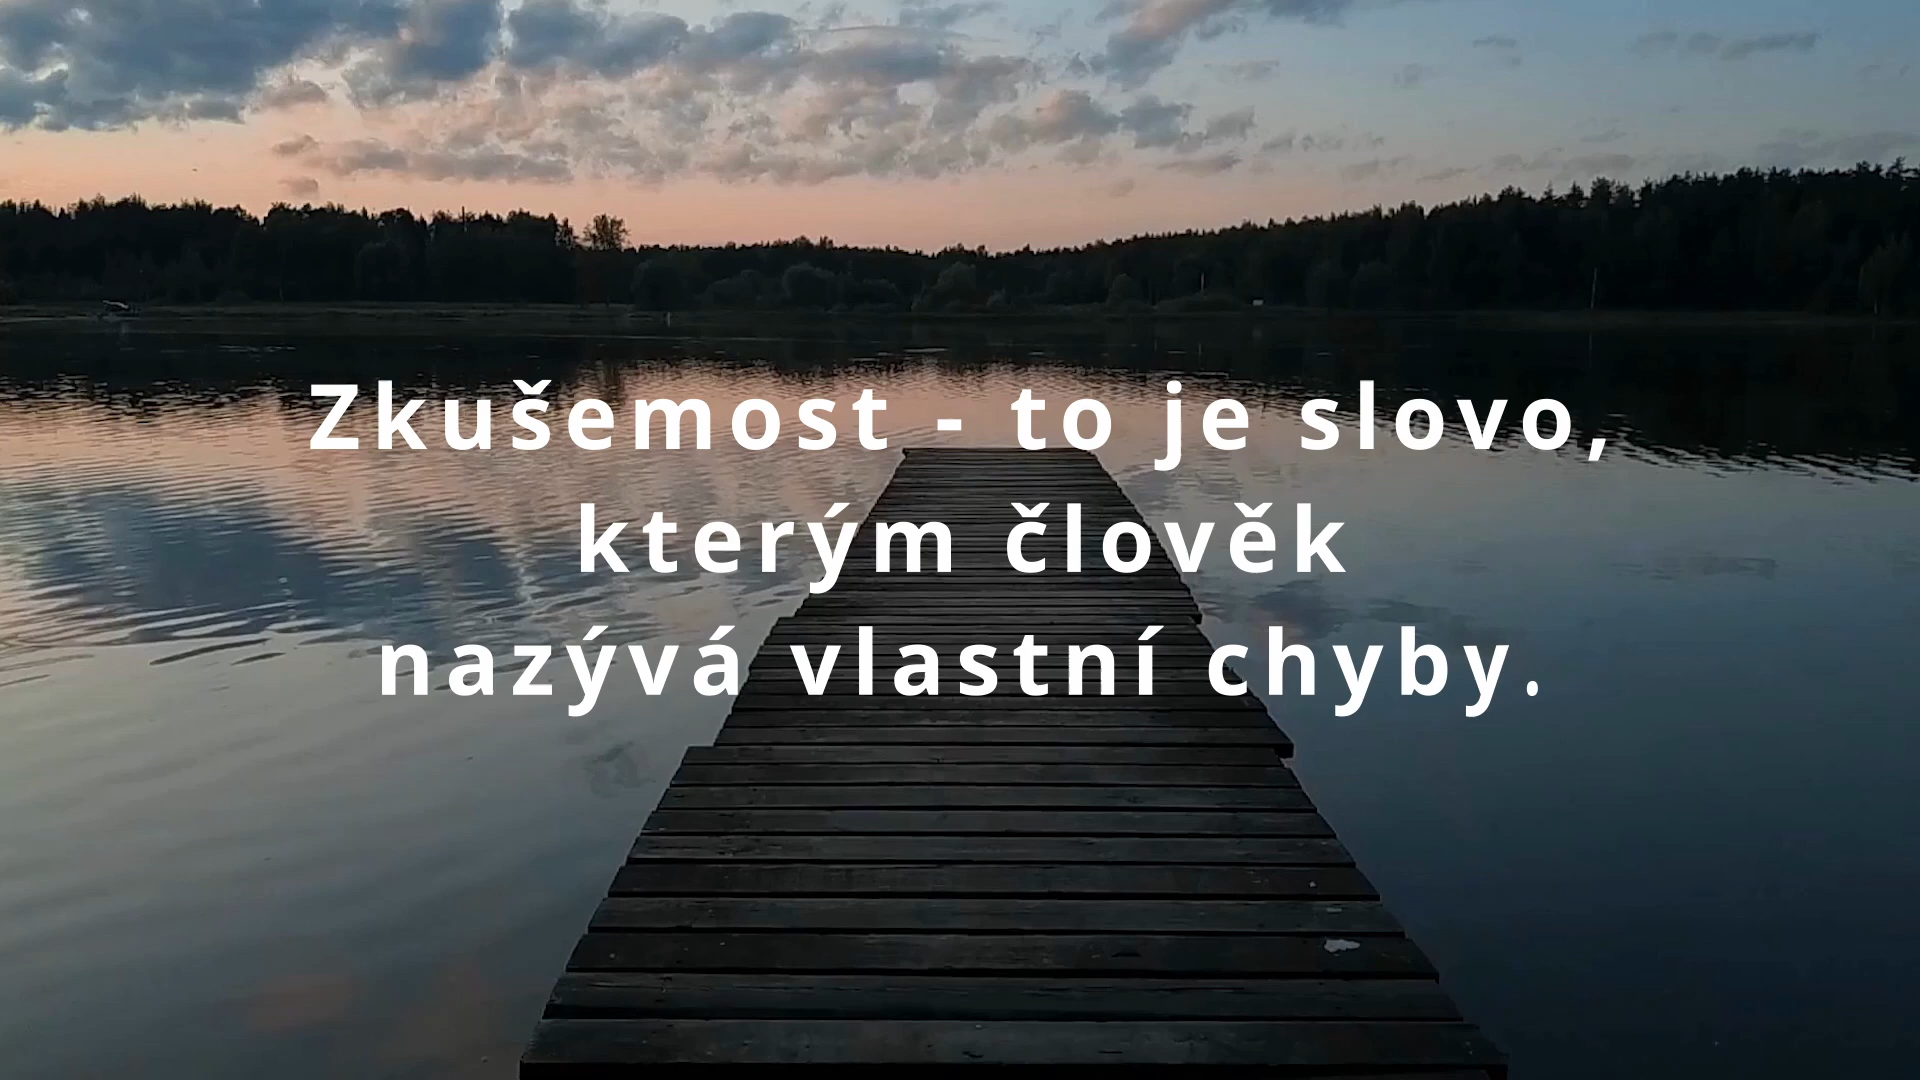 Zkušemost - to je slovo,
kterým člověk
nazývá vlastní chyby.